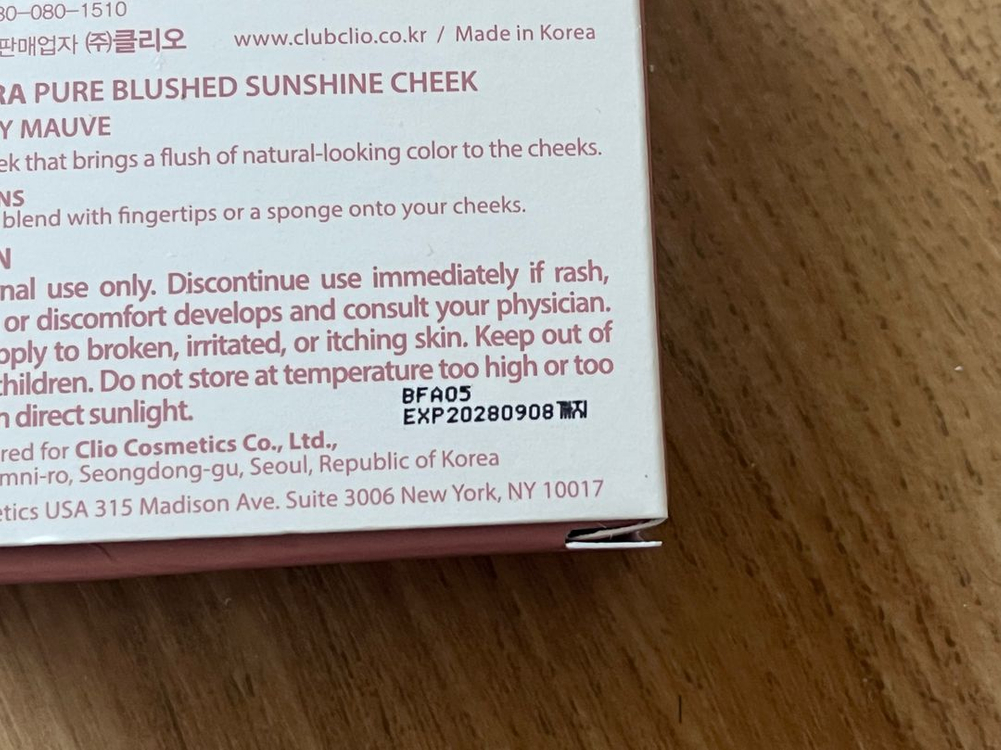 80-080-1510
판매업자 (주)클리오 www.clubclio.co.kr / Made in Korea
RA PURE BLUSHED SUNSHINE CHEEK
Y MAUVE
ek that brings a flush of natural-looking color to the cheeks.
NS
blend with fingertips or a sponge onto your cheeks.
N
nal use only. Discontinue use immediately if rash,
or discomfort develops and consult your physician.
pply to broken, irritated, or itching skin. Keep out of
children. Do not store at temperature too high or too
n direct sunlight.
BFA05
EXP20280908까지
red for Clio Cosmetics Co., Ltd.,
mni-ro, Seongdong-gu, Seoul, Republic of Korea
etics USA 315 Madison Ave. Suite 3006 New York, NY 10017